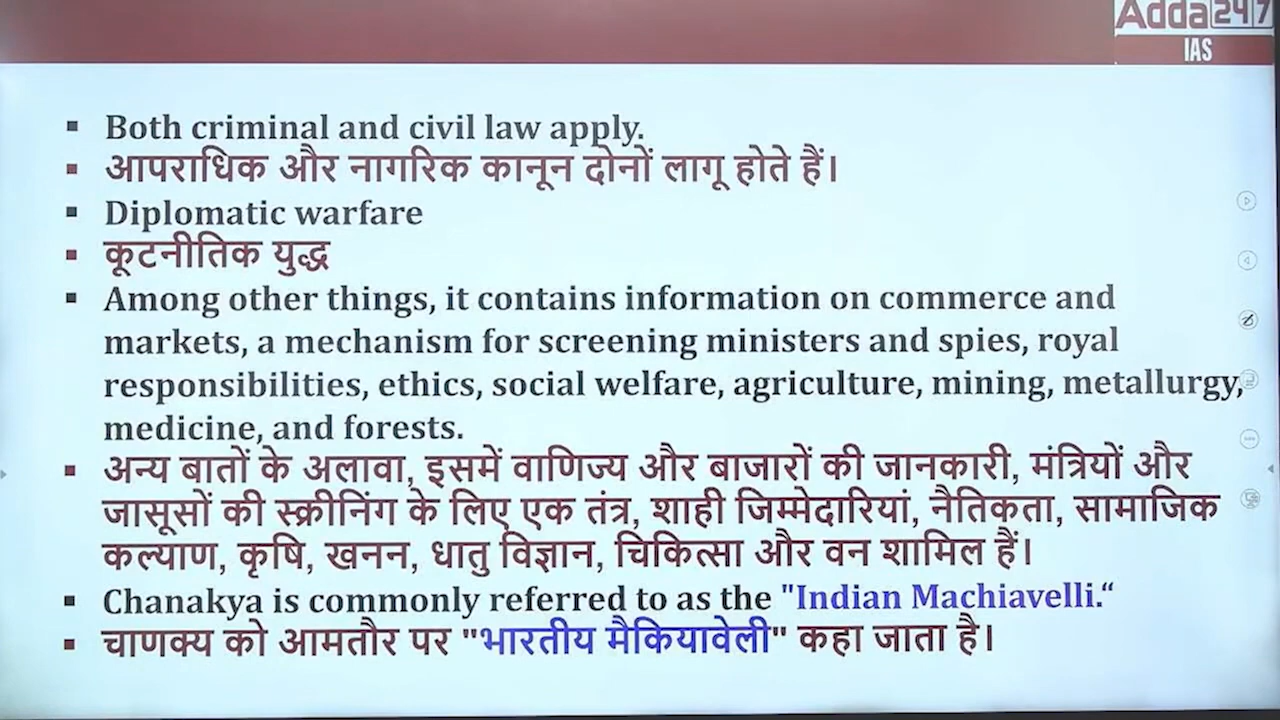 Adda 247
IAS
▪ Both criminal and civil law apply.
▪ आपराधिक और नागरिक कानून दोनों लागू होते हैं।
▪ Diplomatic warfare
▪ कूटनीतिक युद्ध
▪ Among other things, it contains information on commerce and
markets, a mechanism for screening ministers and spies, royal
responsibilities, ethics, social welfare, agriculture, mining, metallurgy,
medicine, and forests.
▪ अन्य बातों के अलावा, इसमें वाणिज्य और बाजारों की जानकारी, मंत्रियों और
जासूसों की स्क्रीनिंग के लिए एक तंत्र, शाही जिम्मेदारियां, नैतिकता, सामाजिक
कल्याण, कृषि, खनन, धातु विज्ञान, चिकित्सा और वन शामिल हैं।
▪ Chanakya is commonly referred to as the "Indian Machiavelli.“
▪ चाणक्य को आमतौर पर "भारतीय मैकियावेली" कहा जाता है।